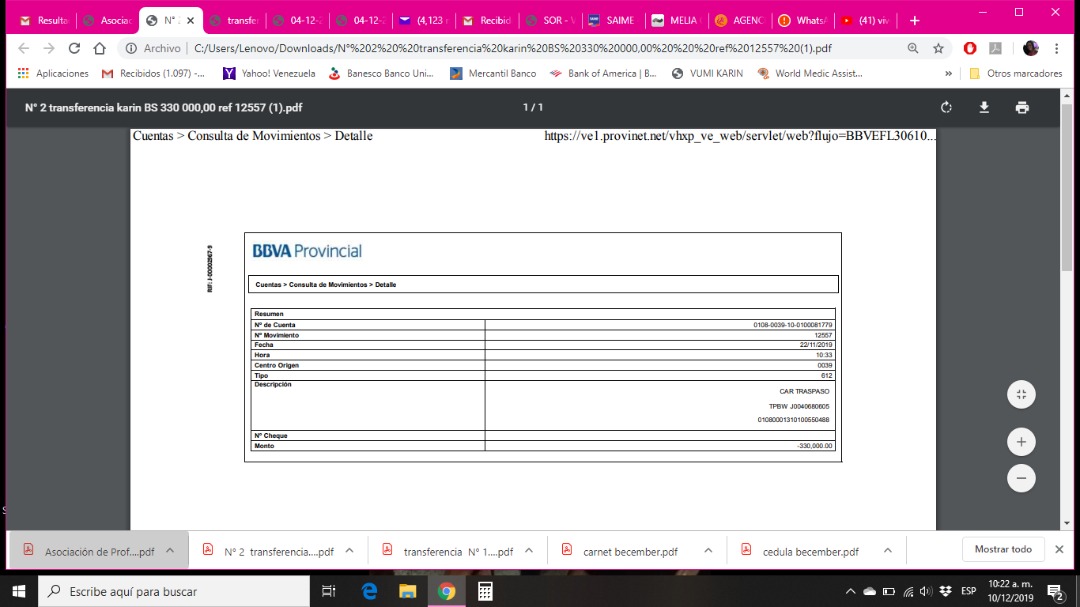 Resulta
Asocia
N° 2
transfe
04-12-
04-12-
(4,123
Recibid
SOR - V
SAIME
MELIA
AGENC
WhatsA
(41) viv
Archivo | C:/Users/Lenovo/Downloads/N°%202%20%20transferencia%20karin%20BS%20330%20000,00%20%20%20ref%2012557%20(1).pdf
Aplicaciones
Recibidos (1.097) -...
Yahoo! Venezuela
Banesco Banco Uni...
Mercantil Banco
Bank of America | B...
VUMI KARIN
World Medic Assist...
»
Otros marcadores
N° 2 transferencia karin BS 330 000,00 ref 12557 (1).pdf
1 / 1
Cuentas > Consulta de Movimientos > Detalle
https://ve1.provinet.net/vhxp_ve_web/servlet/web?flujo=BBVEFL30610...
RIF: J-00002967-9
BBVA Provincial
Cuentas > Consulta de Movimientos > Detalle
Resumen
Nº de Cuenta 0108-0039-10-0100081779
Nº Movimiento 12557
Fecha 22/11/2019
Hora 10:33
Centro Origen 0039
Tipo 612
Descripción
CAR TRASPASO
TPBW J0040680605
01080001310100550488
Nº Cheque
Monto -330,000.00
Asociación de Prof....pdf
N° 2 transferencia....pdf
transferencia N° 1....pdf
carnet becember.pdf
cedula becember.pdf
Mostrar todo
Escribe aquí para buscar
ESP
10:22 a. m.
10/12/2019
2